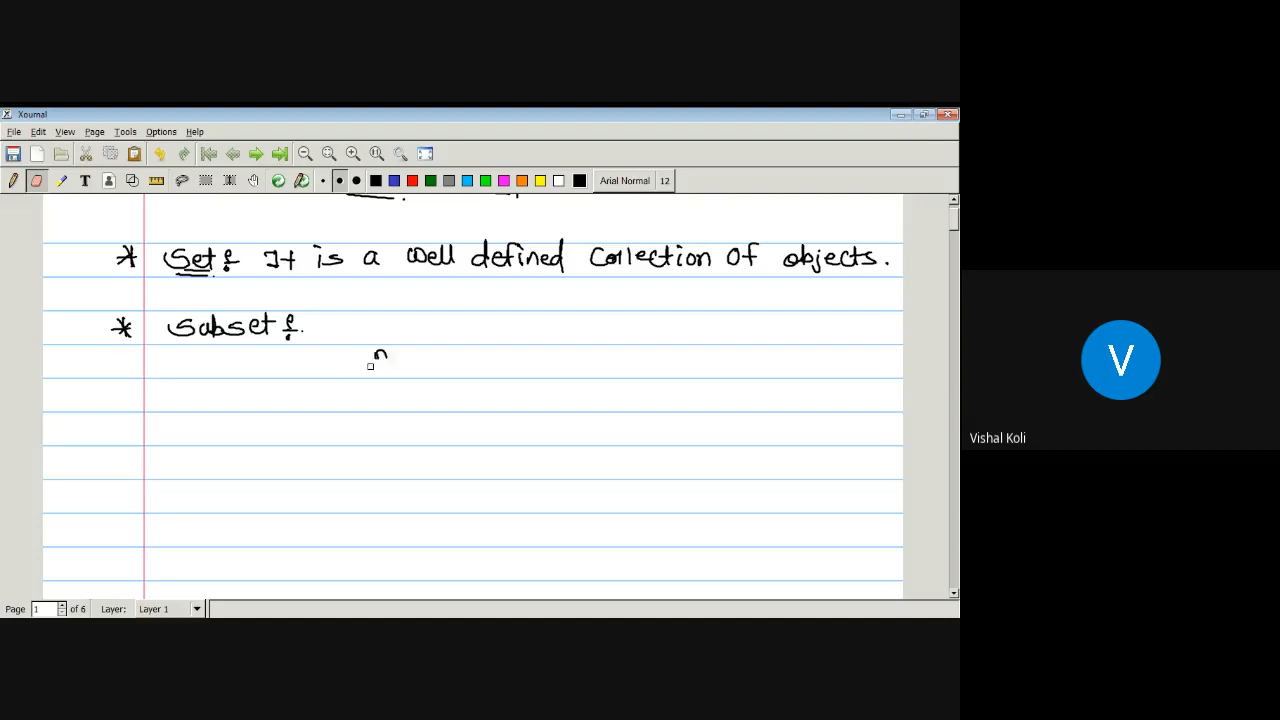 Xournal
File Edit View Page Tools Options Help
T Arial Normal 12
* Set : It is a well defined collection of objects.
* Subset :
n
Page 1 of 6 Layer: Layer 1
V
Vishal Koli